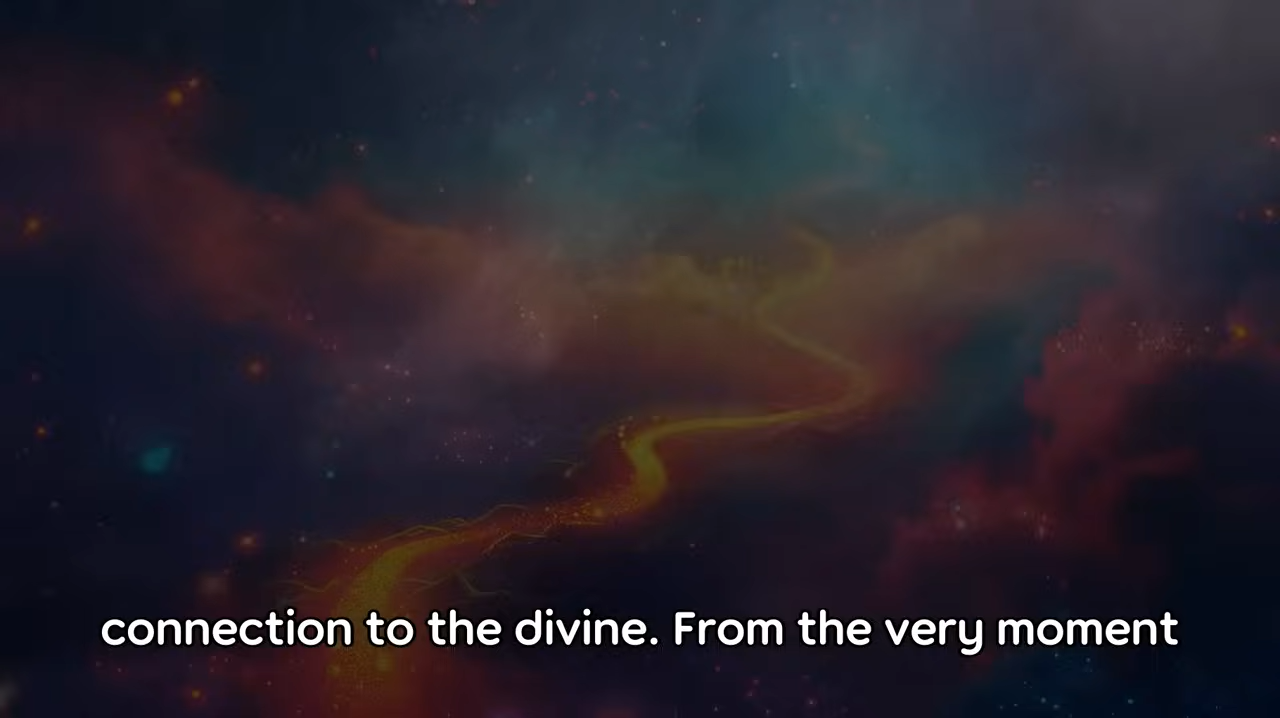 connection to the divine. From the very moment